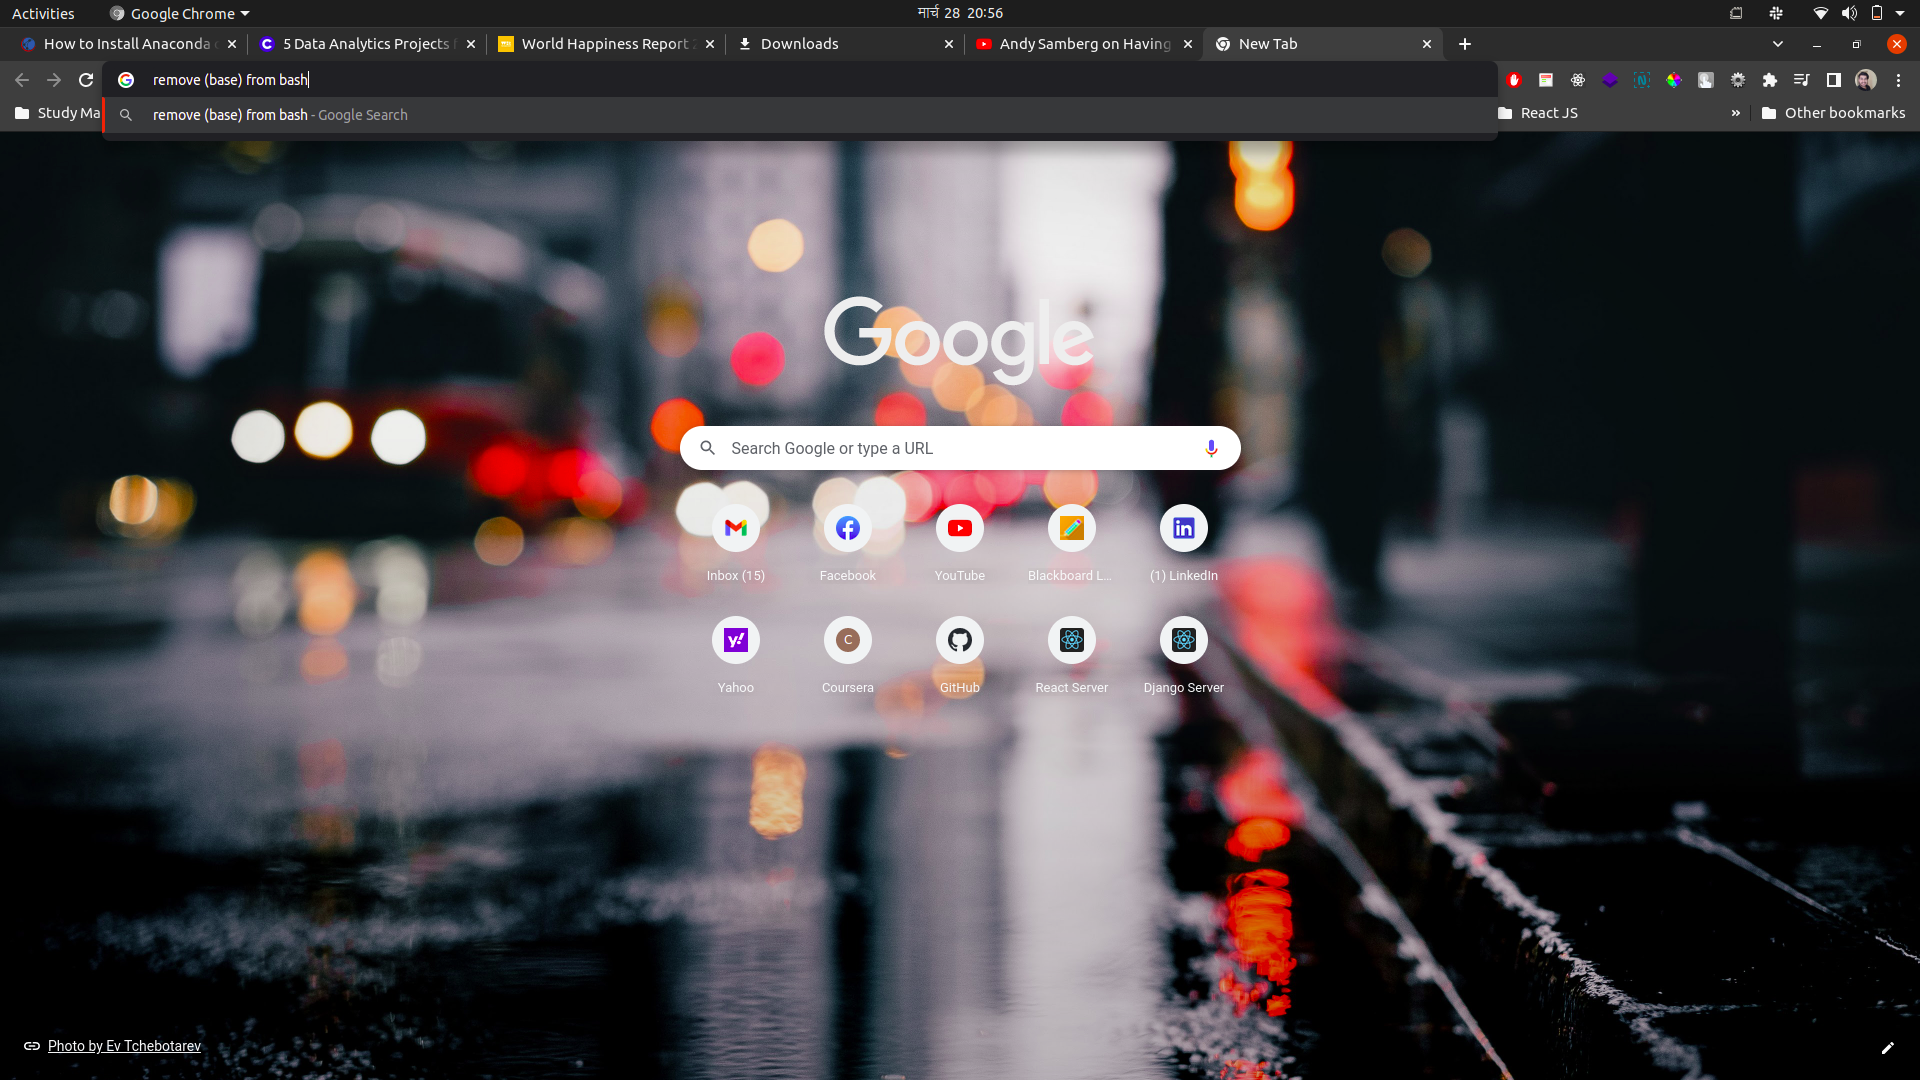 Activities
Google Chrome
मार्च 28 20:56
How to Install Anaconda
5 Data Analytics Projects
World Happiness Report
Downloads
Andy Samberg on Having
New Tab
remove (base) from bash
Study Ma
remove (base) from bash - Google Search
React JS
»
Other bookmarks
Google
Search Google or type a URL
Inbox (15)
Facebook
YouTube
Blackboard L...
(1) LinkedIn
Yahoo
Coursera
GitHub
React Server
Django Server
Photo by Ev Tchebotarev